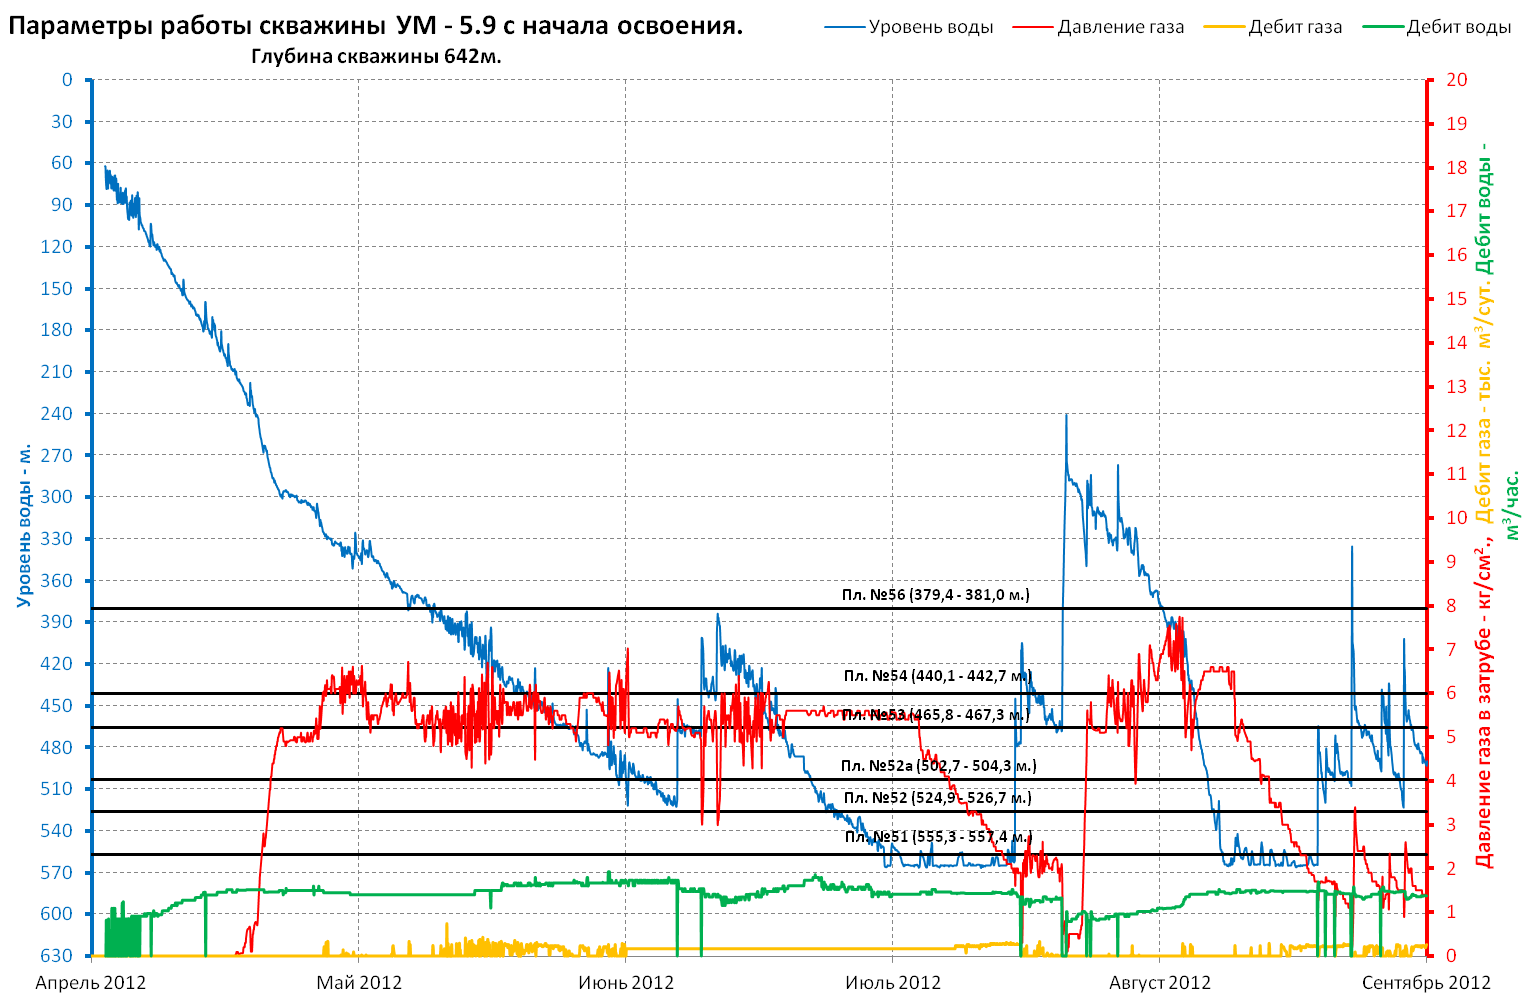 Параметры работы скважины УМ - 5.9 с начала освоения.
Глубина скважины 642м.
Уровень воды
Давление газа
Дебит газа
Дебит воды
Уровень воды - м.
0
30
60
90
120
150
180
210
240
270
300
330
360
390
420
450
480
510
540
570
600
630
Пл. №56 (379,4 - 381,0 м.)
Пл. №54 (440,1 - 442,7 м.)
Пл. №53 (465,8 - 467,3 м.)
Пл. №52а (502,7 - 504,3 м.)
Пл. №52 (524,9 - 526,7 м.)
Пл. №51 (555,3 - 557,4 м.)
20
19
18
17
16
15
14
13
12
11
10
9
8
7
6
5
4
3
2
1
0
Давление газа в затрубе - кг/см²., Дебит газа - тыс. м³/сут. Дебит воды -
м³/час.
Апрель 2012
Май 2012
Июнь 2012
Июль 2012
Август 2012
Сентябрь 2012